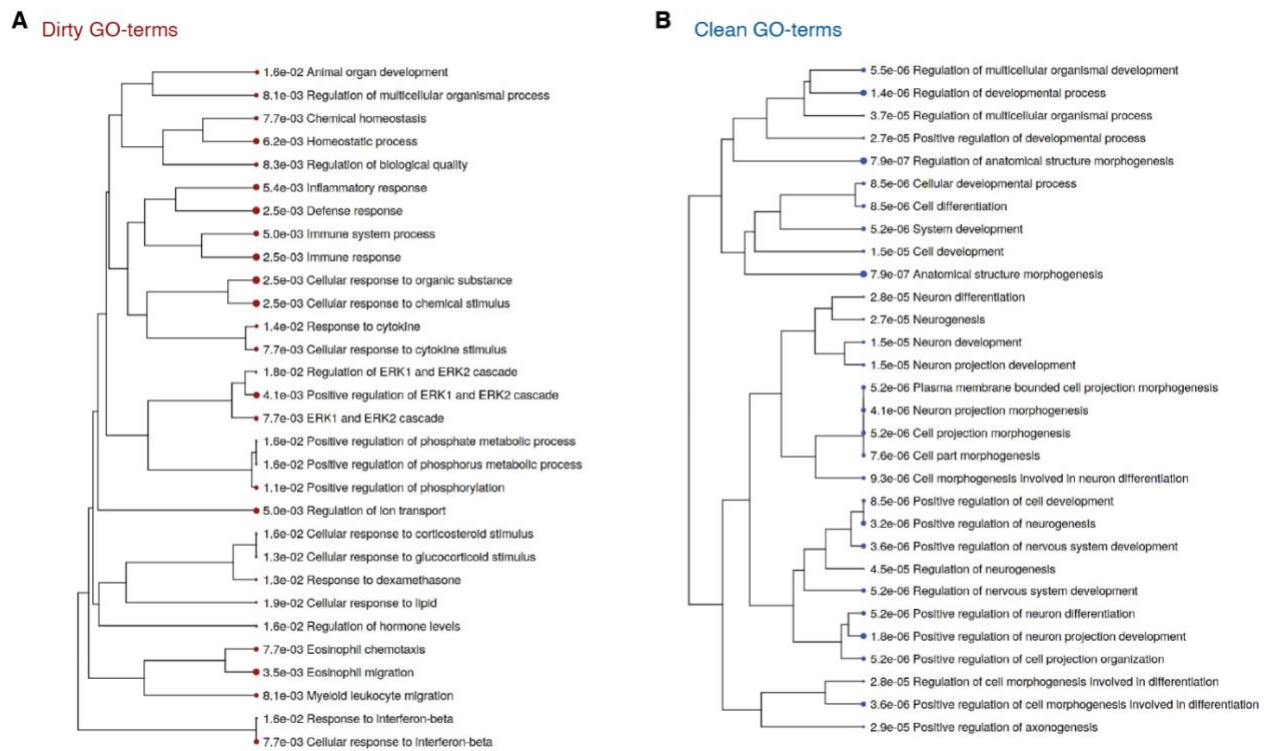 A Dirty GO-terms
1.6e-02 Animal organ development
8.1e-03 Regulation of multicellular organismal process
7.7e-03 Chemical homeostasis
6.2e-03 Homeostatic process
8.3e-03 Regulation of biological quality
5.4e-03 Inflammatory response
2.5e-03 Defense response
5.0e-03 Immune system process
2.5e-03 Immune response
2.5e-03 Cellular response to organic substance
2.5e-03 Cellular response to chemical stimulus
1.4e-02 Response to cytokine
7.7e-03 Cellular response to cytokine stimulus
1.8e-02 Regulation of ERK1 and ERK2 cascade
4.1e-03 Positive regulation of ERK1 and ERK2 cascade
7.7e-03 ERK1 and ERK2 cascade
1.6e-02 Positive regulation of phosphate metabolic process
1.6e-02 Positive regulation of phosphorus metabolic process
1.1e-02 Positive regulation of phosphorylation
5.0e-03 Regulation of ion transport
1.6e-02 Cellular response to corticosteroid stimulus
1.3e-02 Cellular response to glucocorticoid stimulus
1.3e-02 Response to dexamethasone
1.9e-02 Cellular response to lipid
1.6e-02 Regulation of hormone levels
7.7e-03 Eosinophil chemotaxis
3.5e-03 Eosinophil migration
8.1e-03 Myeloid leukocyte migration
1.6e-02 Response to interferon-beta
7.7e-03 Cellular response to interferon-beta
B Clean GO-terms
5.5e-06 Regulation of multicellular organismal development
1.4e-06 Regulation of developmental process
3.7e-05 Regulation of multicellular organismal process
2.7e-05 Positive regulation of developmental process
7.9e-07 Regulation of anatomical structure morphogenesis
8.5e-06 Cellular developmental process
8.5e-06 Cell differentiation
5.2e-06 System development
1.5e-05 Cell development
7.9e-07 Anatomical structure morphogenesis
2.8e-05 Neuron differentiation
2.7e-05 Neurogenesis
1.5e-05 Neuron development
1.5e-05 Neuron projection development
5.2e-06 Plasma membrane bounded cell projection morphogenesis
4.1e-06 Neuron projection morphogenesis
5.2e-06 Cell projection morphogenesis
7.6e-06 Cell part morphogenesis
9.3e-06 Cell morphogenesis involved in neuron differentiation
8.5e-06 Positive regulation of cell development
3.2e-06 Positive regulation of neurogenesis
3.6e-06 Positive regulation of nervous system development
4.5e-05 Regulation of neurogenesis
5.2e-06 Regulation of nervous system development
5.2e-06 Positive regulation of neuron differentiation
1.8e-06 Positive regulation of neuron projection development
5.2e-06 Positive regulation of cell projection organization
2.8e-05 Regulation of cell morphogenesis involved in differentiation
3.6e-06 Positive regulation of cell morphogenesis involved in differentiation
2.9e-05 Positive regulation of axonogenesis